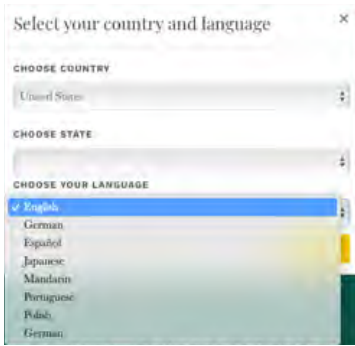 Select your country and language
×
CHOOSE COUNTRY
United States
CHOOSE STATE
CHOOSE YOUR LANGUAGE
✓ English
German
Español
Japanese
Mandarin
Portuguese
Polish
German